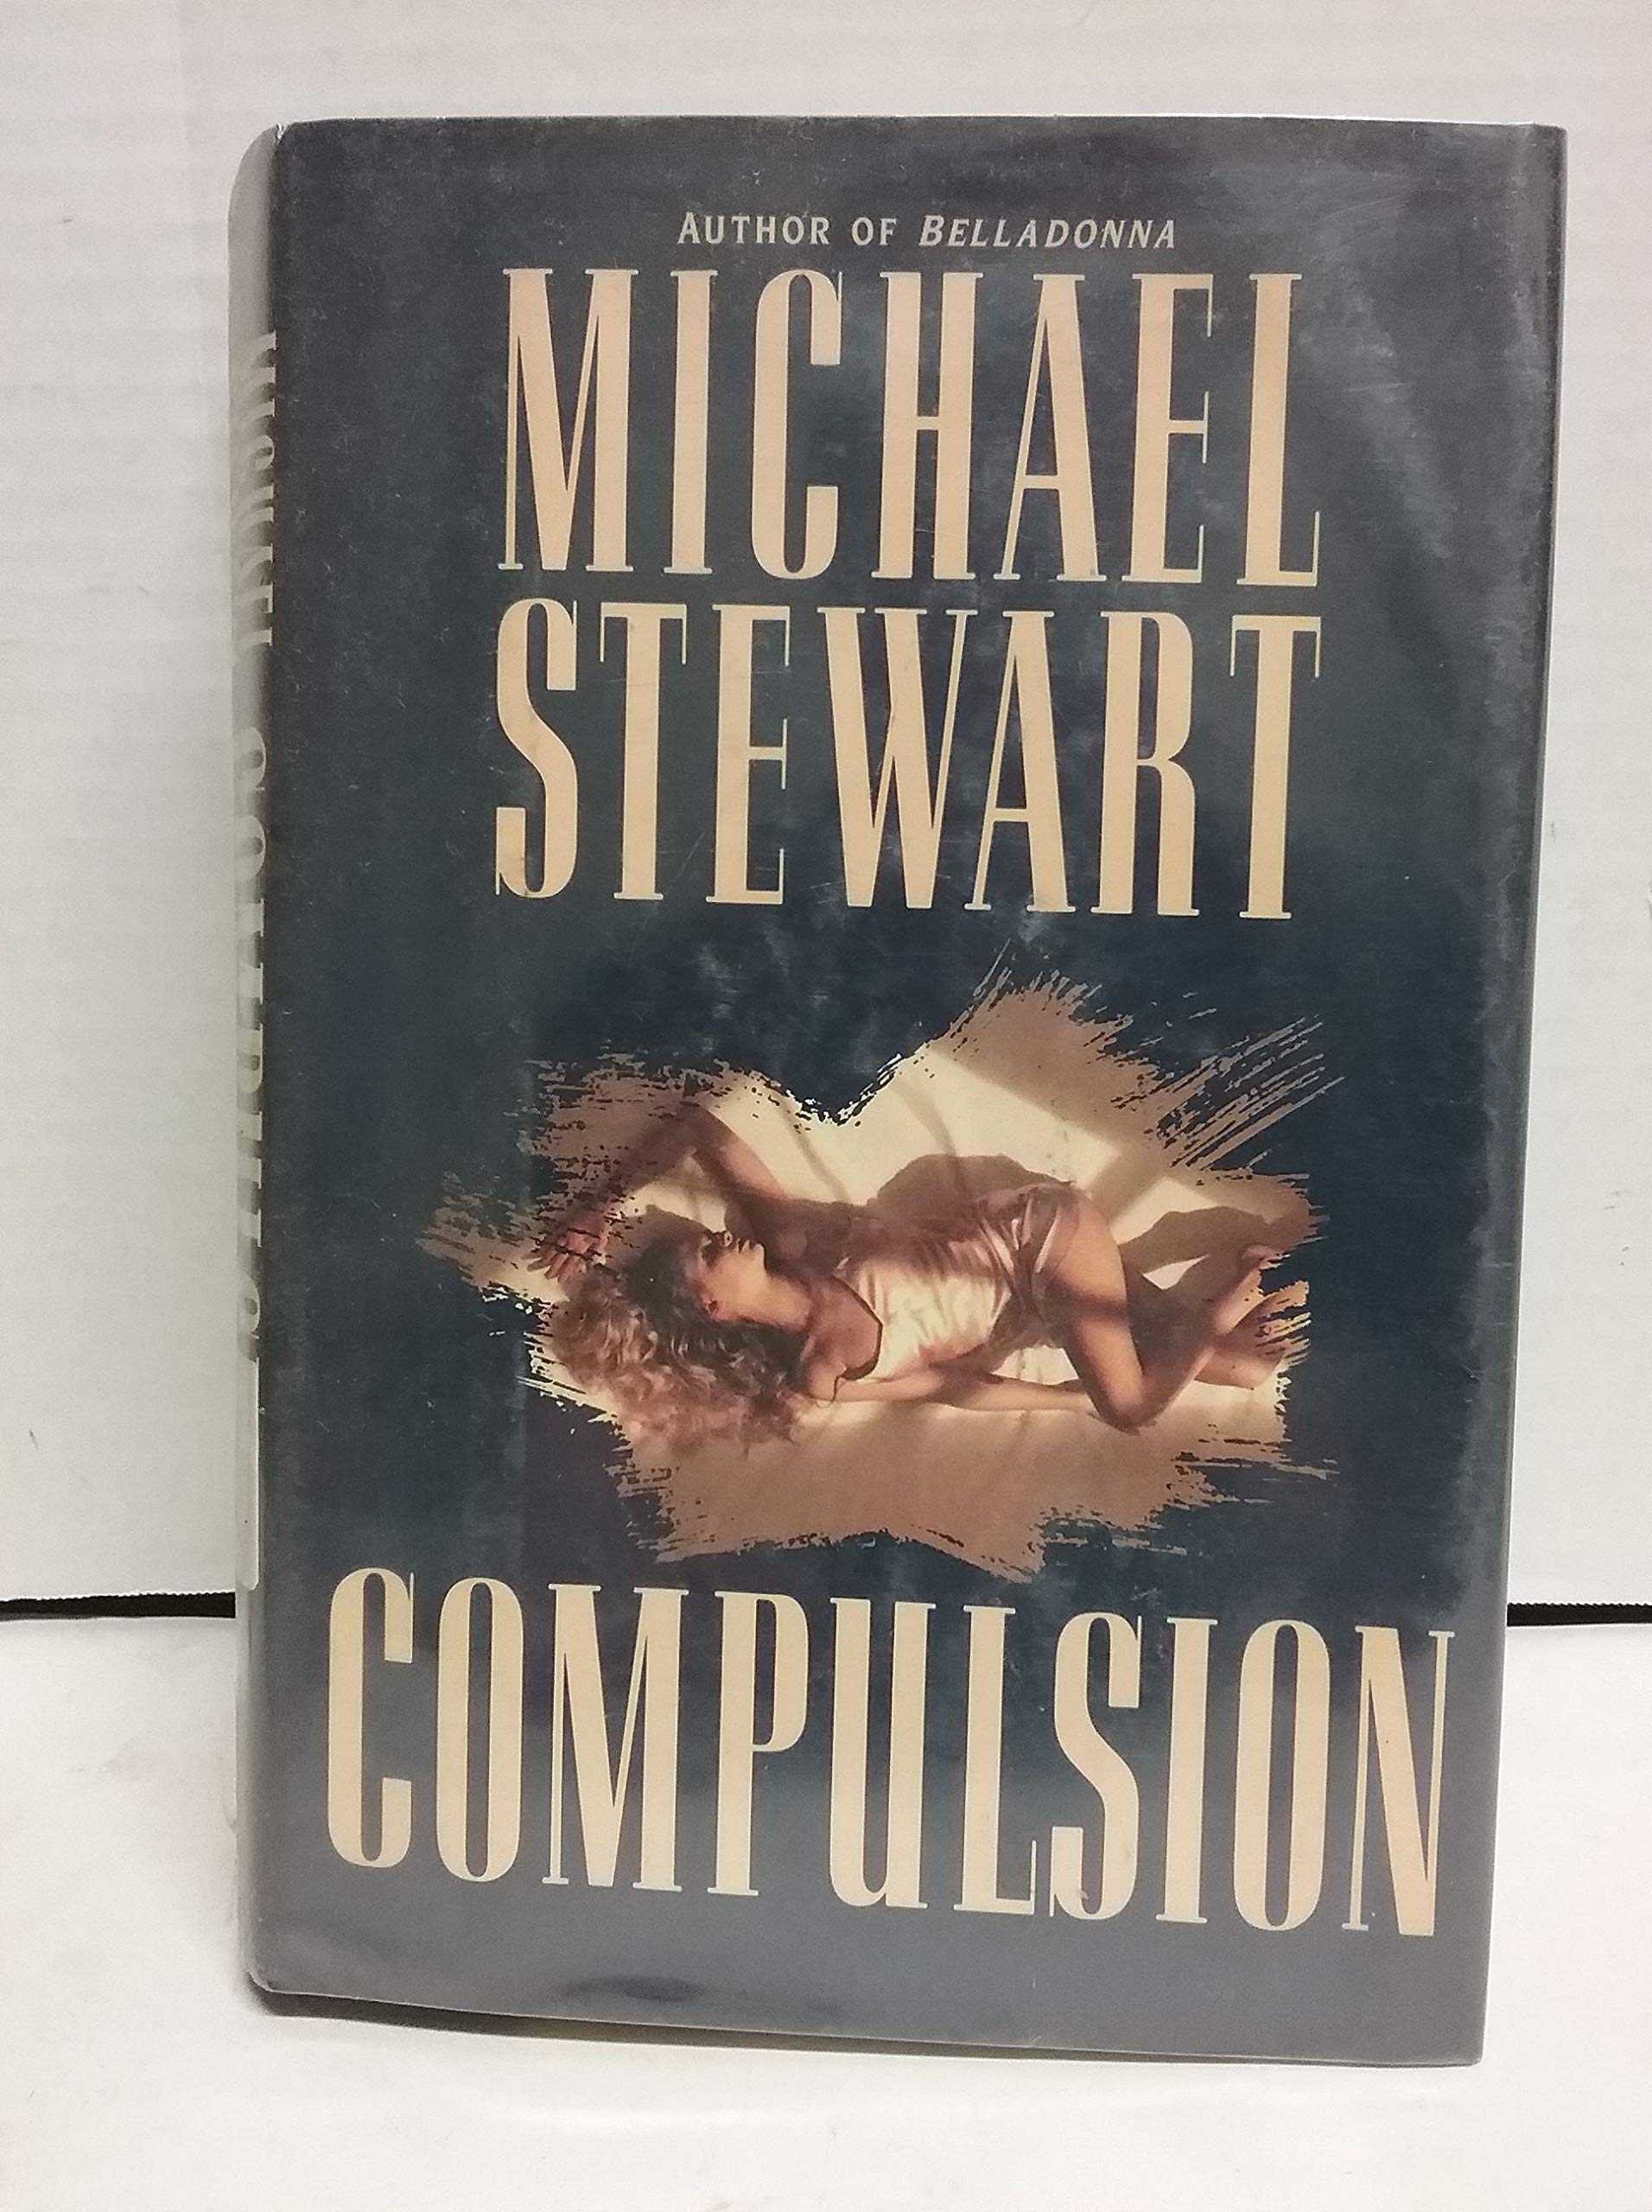 AUTHOR OF BELLADONNA
MICHAEL
STEWART
COMPULSION